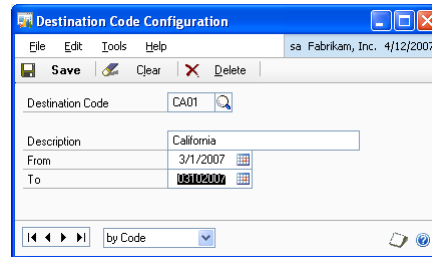 Destination Code Configuration
File Edit Tools Help sa Fabrikam, Inc. 4/12/2007
Save Clear Delete
Destination Code CA01
Description California
From 3/1/2007
To 03102007
by Code